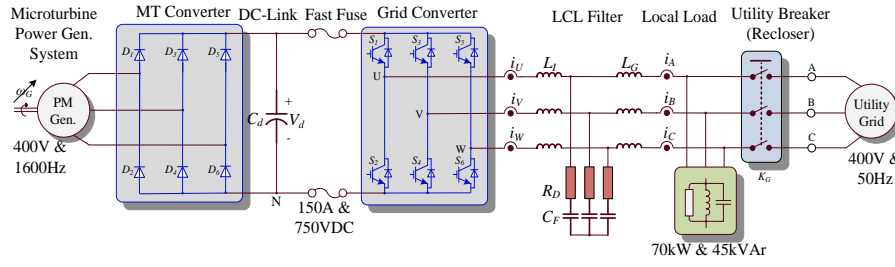 Microturbine
Power Gen.
System
MT Converter
DC-Link
Fast Fuse
Grid Converter
LCL Filter
Local Load
Utility Breaker
(Recloser)
D1
D3
D5
S1
S3
S5
ωG
PM
Gen.
U
V
W
iU
iV
iW
LI
LG
iA
iB
iC
A
B
C
Utility
Grid
Cd
+
Vd
-
400V &
1600Hz
400V &
50Hz
D2
D4
D6
S2
S4
S6
N
150A &
750VDC
RD
CF
KG
70kW & 45kVAr